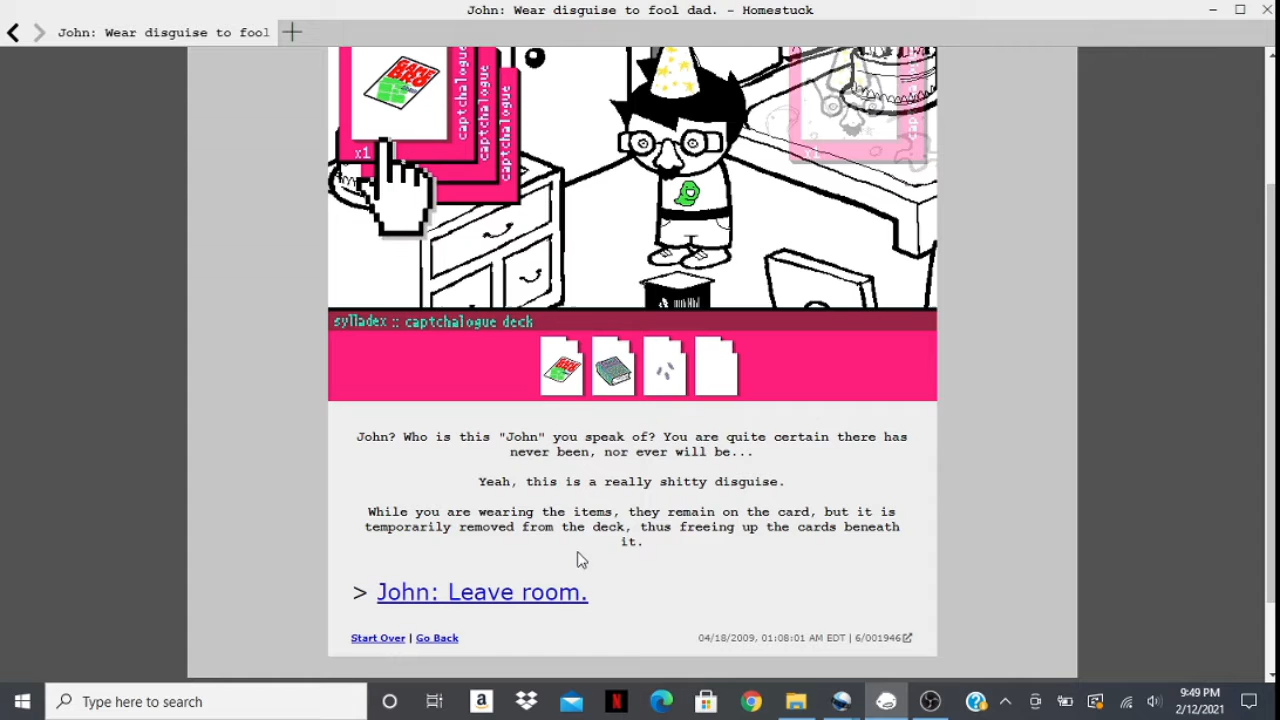 John: Wear disguise to fool dad. - Homestuck
John: Wear disguise to fool
captchalogue
captchalogue
captchalogue
x1
x1
sylladex :: captchalogue deck
John? Who is this "John" you speak of? You are quite certain there has
never been, nor ever will be...
Yeah, this is a really shitty disguise.
While you are wearing the items, they remain on the card, but it is
temporarily removed from the deck, thus freeing up the cards beneath
it.
> John: Leave room.
Start Over | Go Back
04/18/2009, 01:08:01 AM EDT | 6/001946
Type here to search
9:49 PM
2/12/2021